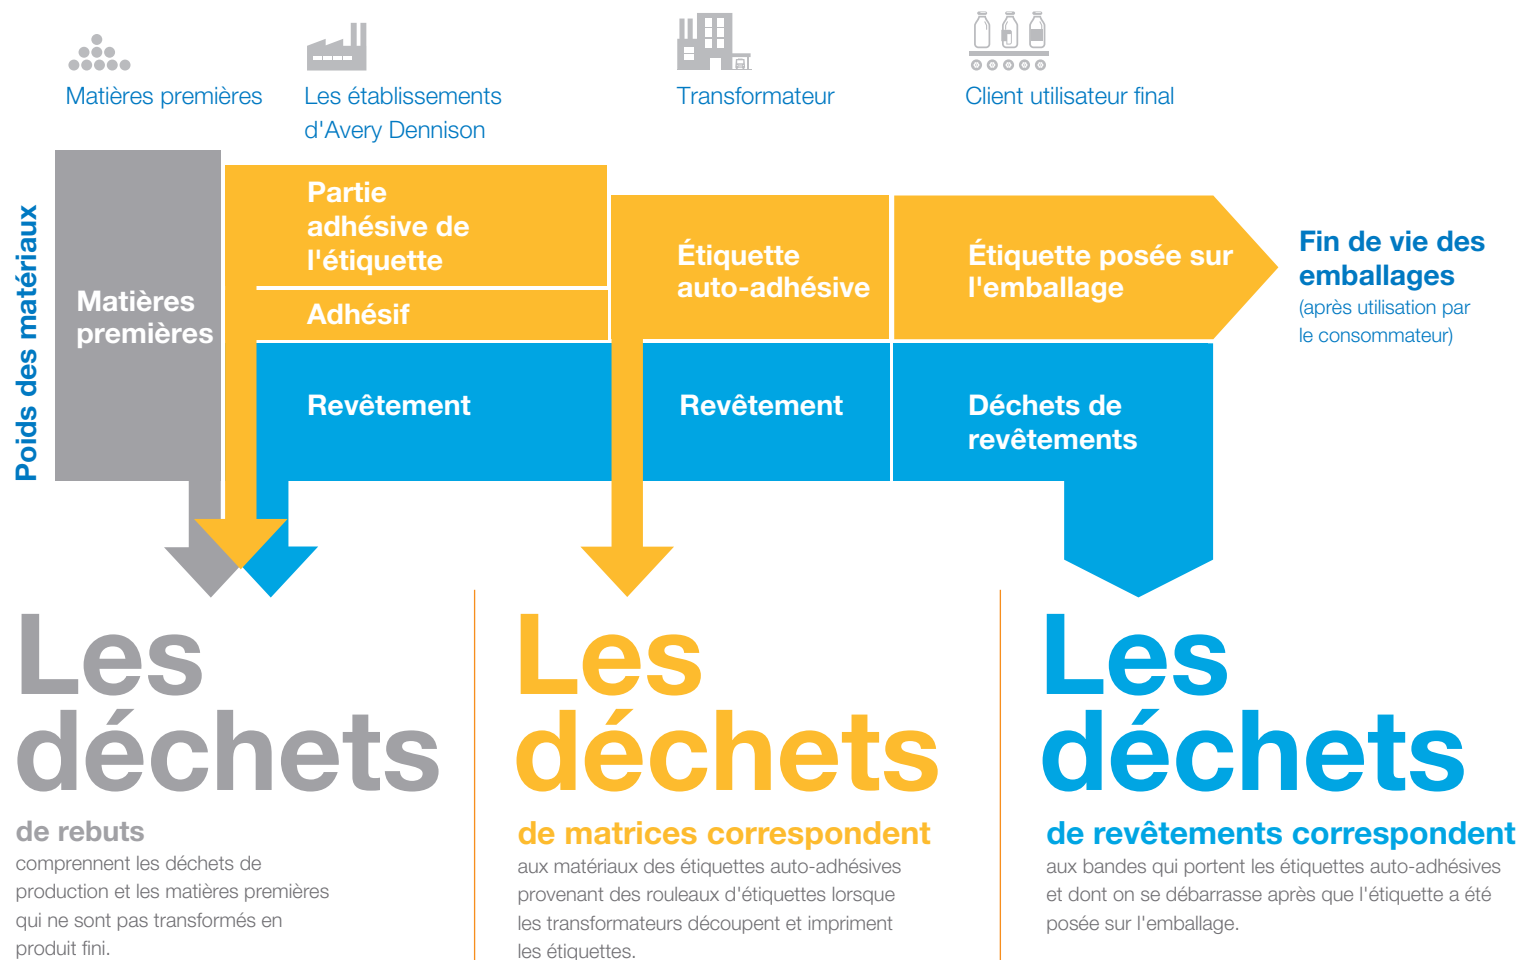 Matières premières
Les établissements
d'Avery Dennison
Transformateur
Client utilisateur final
Poids des matériaux
Matières
premières
Partie
adhésive de
l'étiquette
Adhésif
Revêtement
Étiquette
auto-adhésive
Revêtement
Étiquette posée sur
l'emballage
Déchets de
revêtements
Fin de vie des
emballages
(après utilisation par
le consommateur)
Les
déchets
de rebuts
comprennent les déchets de
production et les matières premières
qui ne sont pas transformés en
produit fini.
Les
déchets
de matrices correspondent
aux matériaux des étiquettes auto-adhésives
provenant des rouleaux d'étiquettes lorsque
les transformateurs découpent et impriment
les étiquettes.
Les
déchets
de revêtements correspondent
aux bandes qui portent les étiquettes auto-adhésives
et dont on se débarrasse après que l'étiquette a été
posée sur l'emballage.